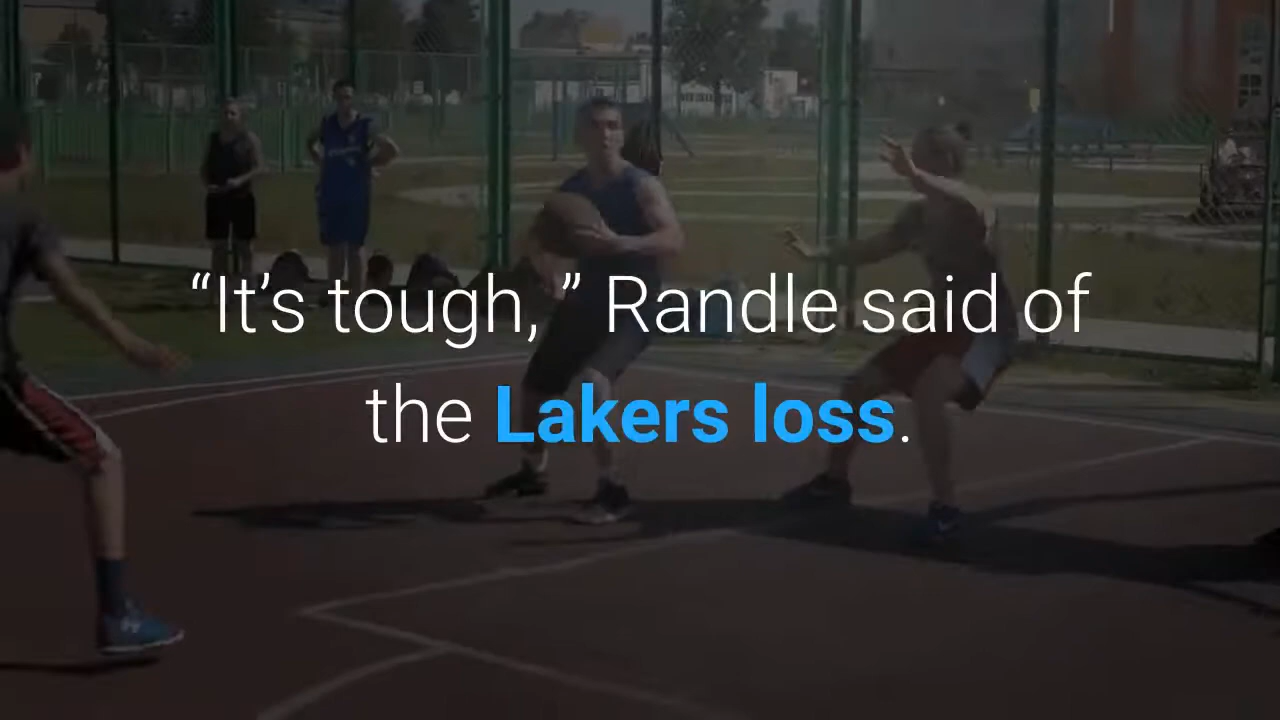 “It’s tough, ” Randle said of
the Lakers loss.